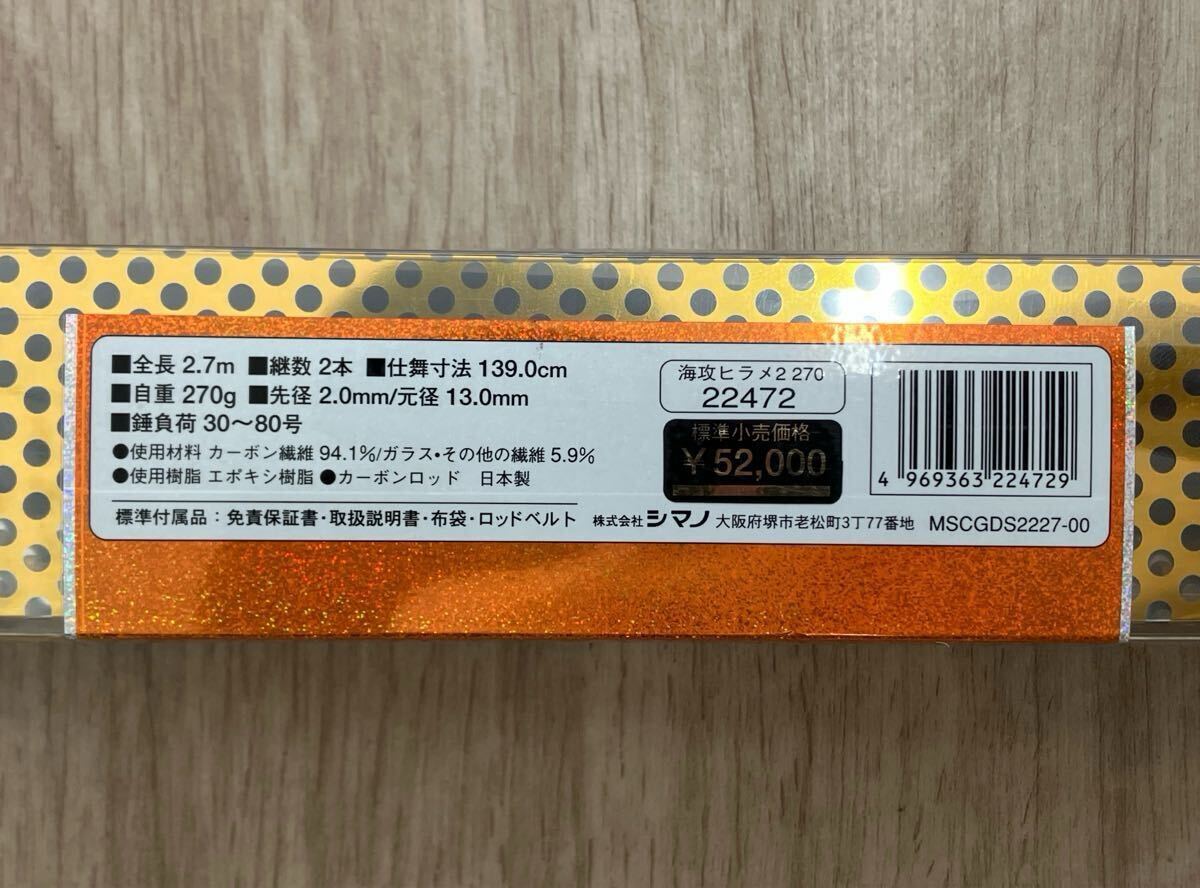 ■全長 2.7m ■継数 2本 ■仕舞寸法 139.0cm
■自重 270g ■先径 2.0mm/元径 13.0mm
■錘負荷 30〜80号
●使用材料 カーボン繊維 94.1%/ガラス・その他の繊維 5.9%
●使用樹脂 エポキシ樹脂 ●カーボンロッド 日本製
標準付属品：免責保証書・取扱説明書・布袋・ロッドベルト
海攻ヒラメ2 270
22472
標準小売価格
¥52,000
4 969363 224729
株式会社シマノ 大阪府堺市老松町3丁77番地 MSCGDS2227-00